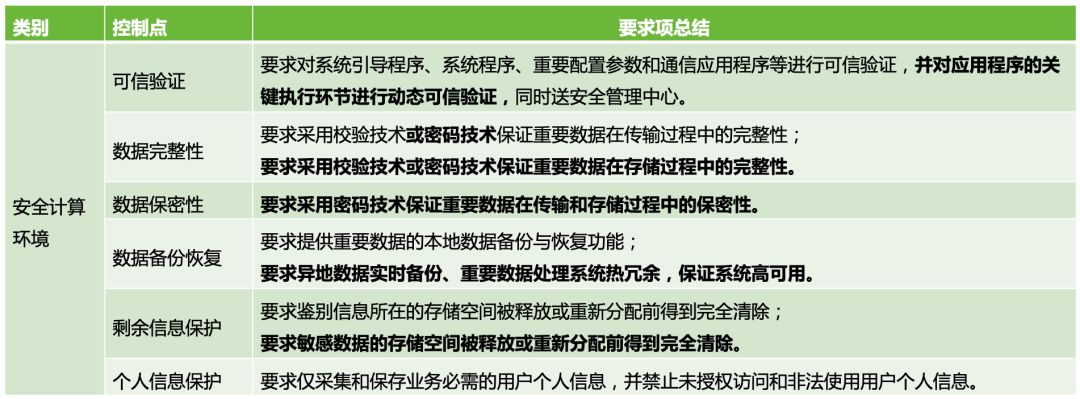 类别 控制点 要求项总结
安全计算
环境
可信验证
要求对系统引导程序、系统程序、重要配置参数和通信应用程序等进行可信验证，并对应用程序的关
键执行环节进行动态可信验证，同时送安全管理中心。
数据完整性
要求采用校验技术或密码技术保证重要数据在传输过程中的完整性；
要求采用校验技术或密码技术保证重要数据在存储过程中的完整性。
数据保密性
要求采用密码技术保证重要数据在传输和存储过程中的保密性。
数据备份恢复
要求提供重要数据的本地数据备份与恢复功能；
要求异地数据实时备份、重要数据处理系统热冗余，保证系统高可用。
剩余信息保护
要求鉴别信息所在的存储空间被释放或重新分配前得到完全清除；
要求敏感数据的存储空间被释放或重新分配前得到完全清除。
个人信息保护
要求仅采集和保存业务必需的用户个人信息，并禁止未授权访问和非法使用用户个人信息。